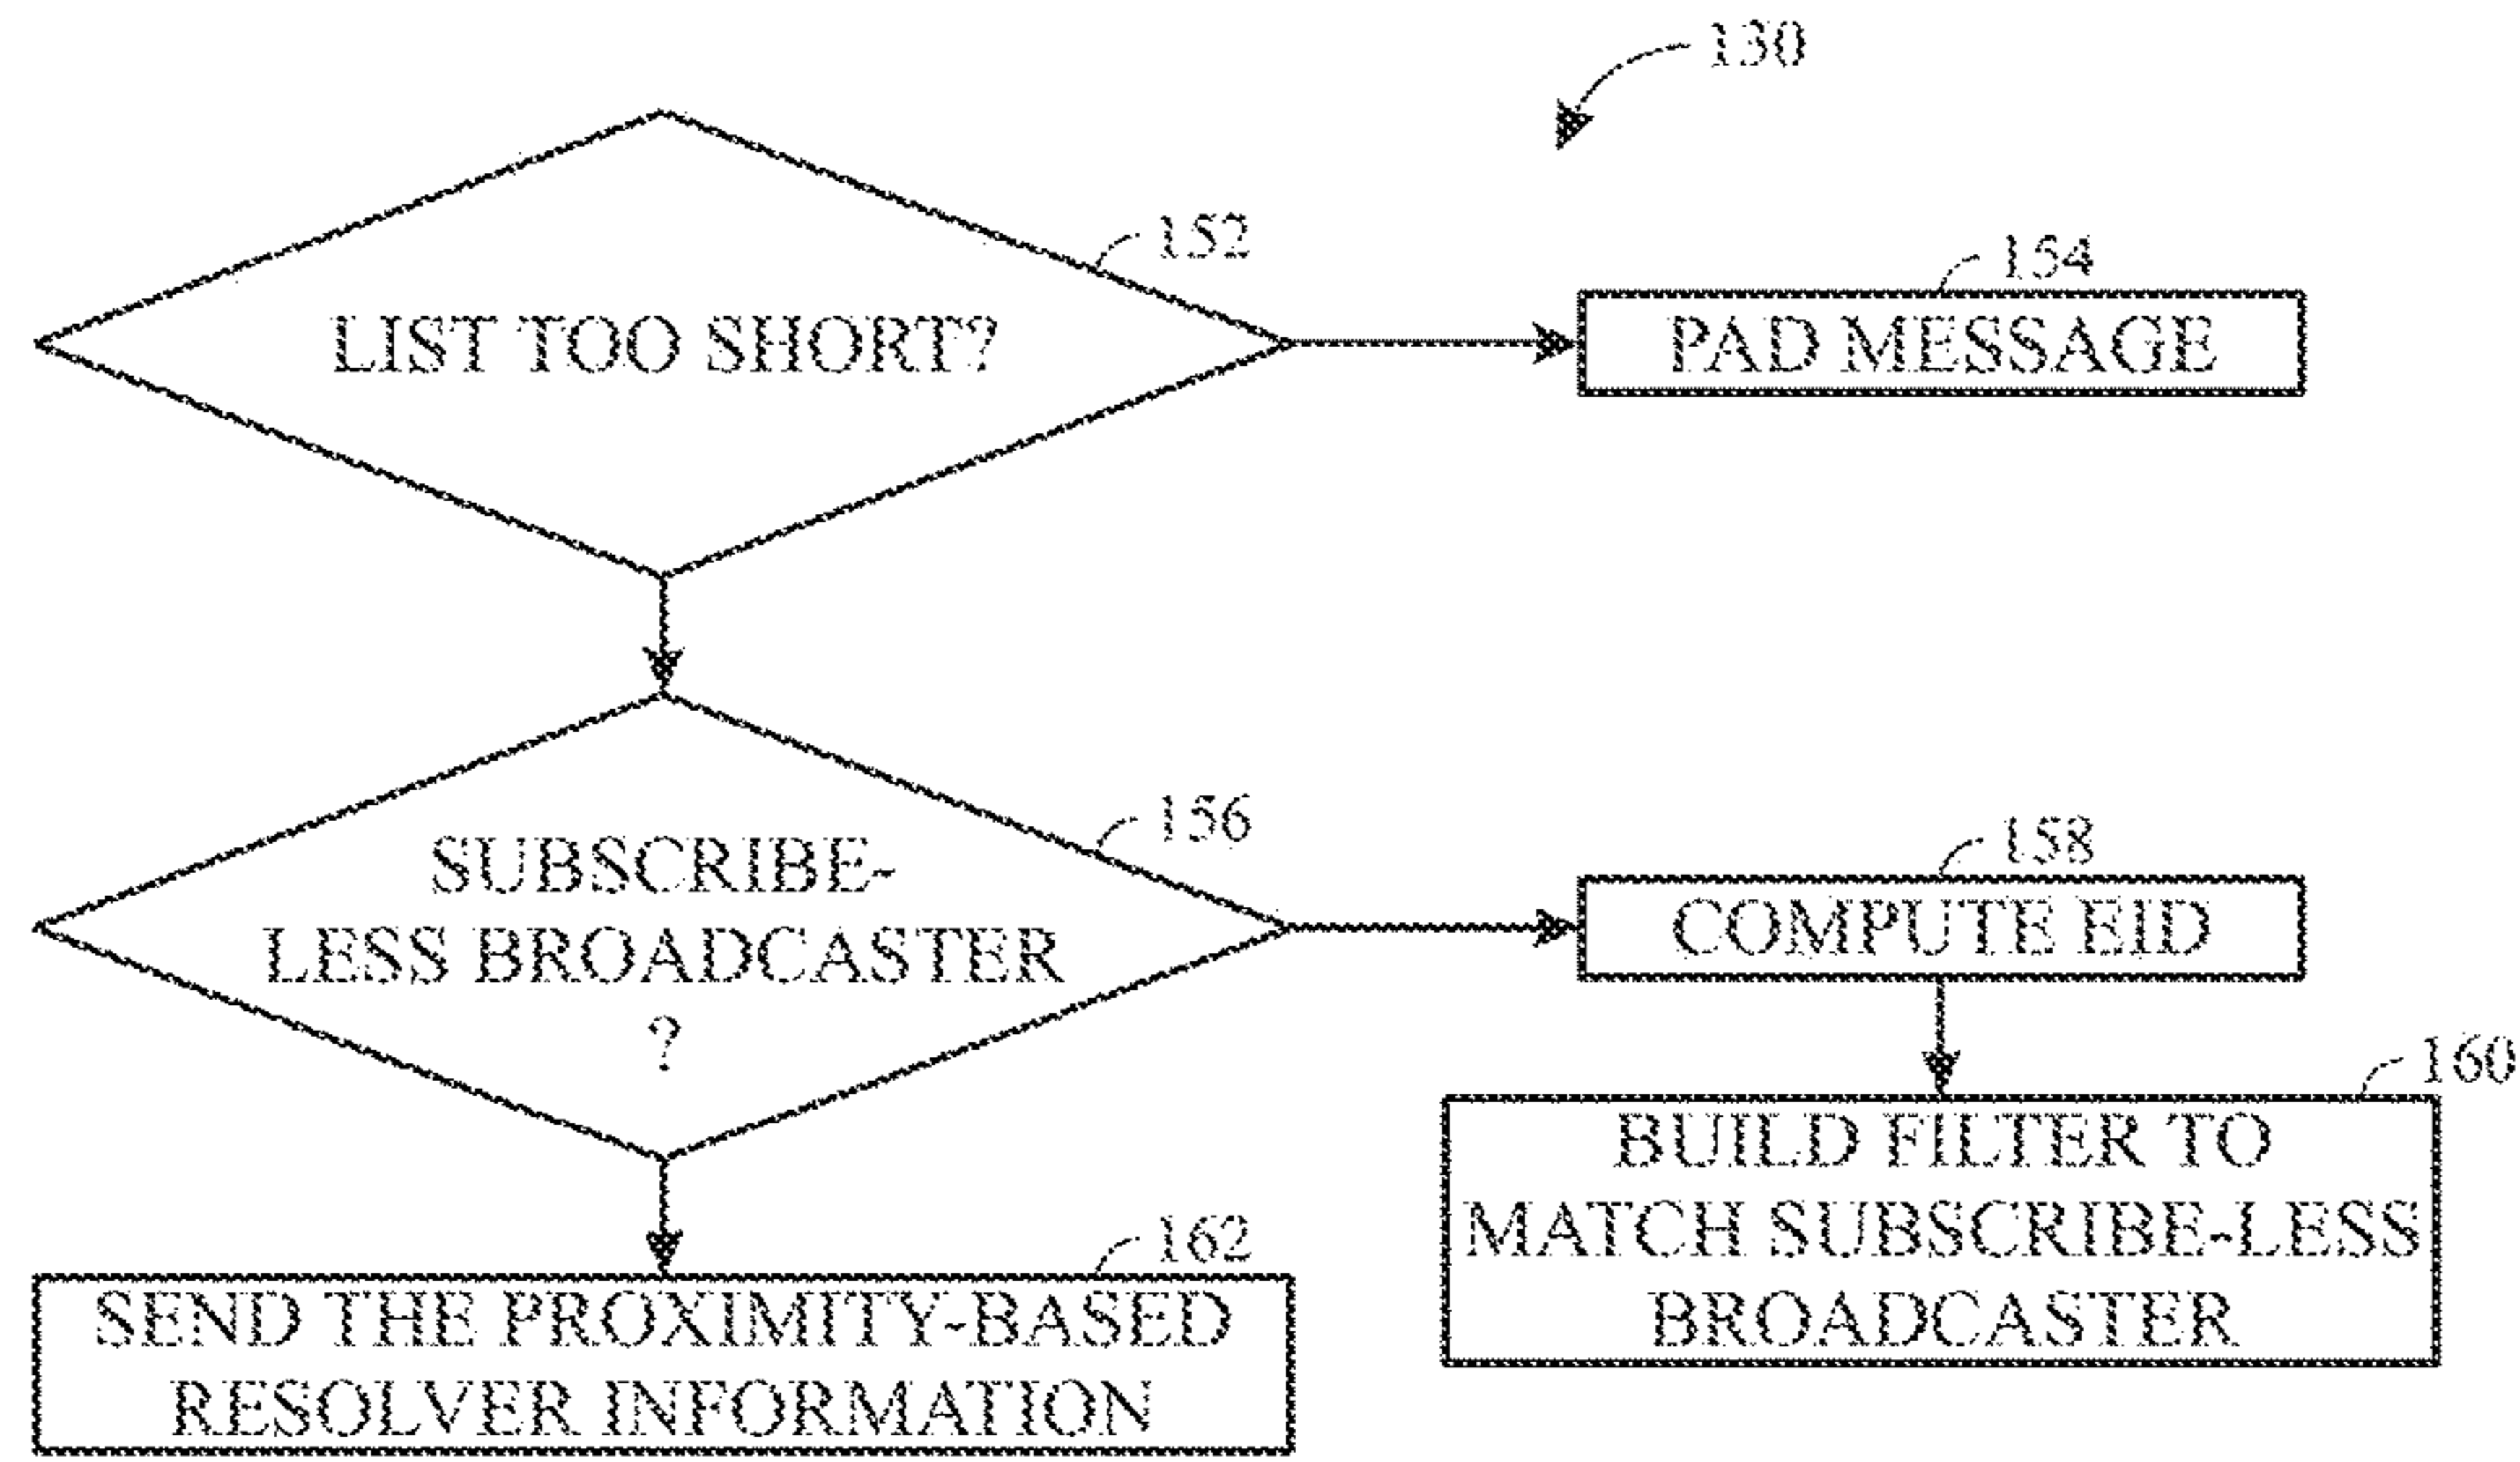 130
152
LIST TOO SHORT?
154
PAD MESSAGE
156
SUBSCRIBE-
LESS BROADCASTER
?
158
COMPUTE EID
160
BUILD FILTER TO
MATCH SUBSCRIBE-LESS
BROADCASTER
162
SEND THE PROXIMITY-BASED
RESOLVER INFORMATION